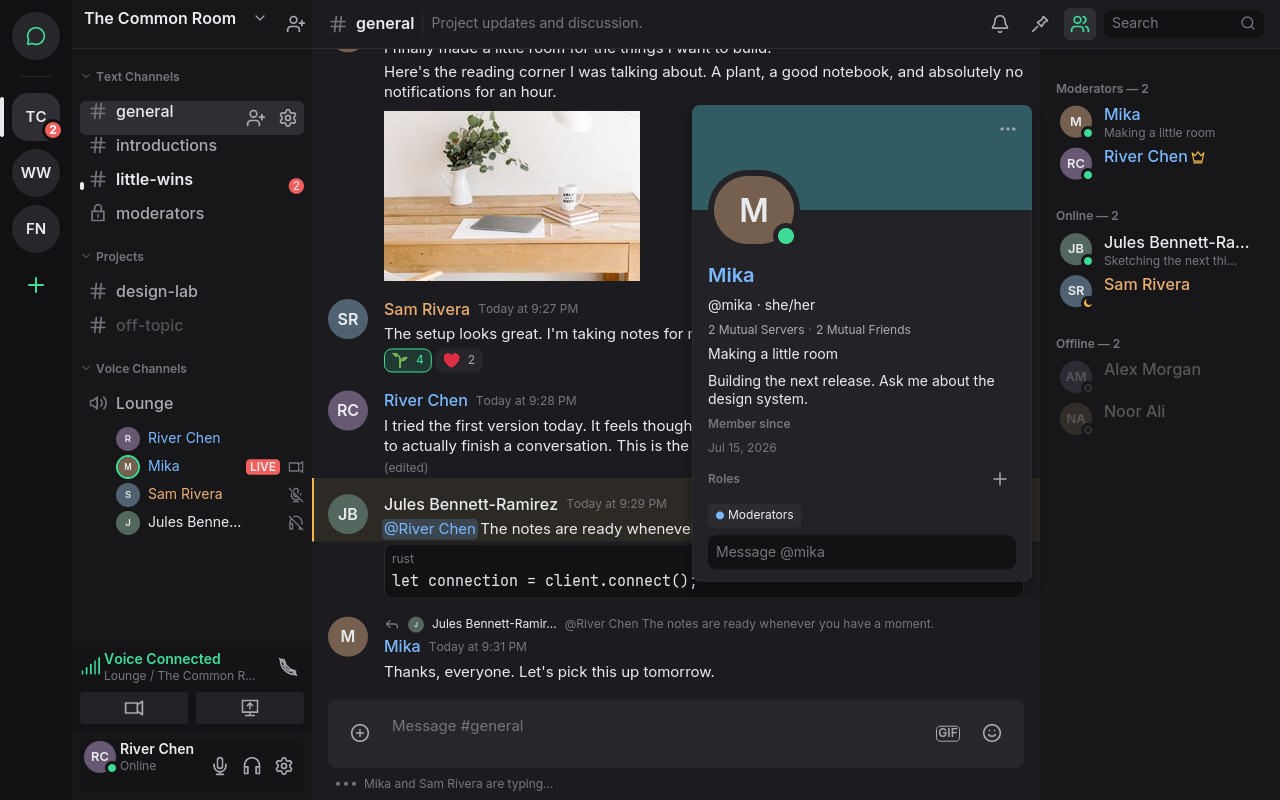 The Common Room
TC
2
WW
FN
Text Channels
general
introductions
little-wins
2
moderators
Projects
design-lab
off-topic
Voice Channels
Lounge
R
River Chen
M
Mika
LIVE
S
Sam Rivera
J
Jules Benne...
Voice Connected
Lounge / The Common R...
RC
River Chen
Online
# general
Project updates and discussion.
Search
I finally made a little room for the things I want to build.
Here's the reading corner I was talking about. A plant, a good notebook, and absolutely no
notifications for an hour.
SR
Sam Rivera Today at 9:27 PM
The setup looks great. I'm taking notes for
4
2
RC
River Chen Today at 9:28 PM
I tried the first version today. It feels
to actually finish a conversation. This is the
(edited)
JB
Jules Bennett-Ramirez Today at 9:29 PM
@River Chen The notes are ready
rust
let connection = client.connect();
J
Jules Bennett-Ramir... @River Chen The notes are ready whenever you have a moment.
M
Mika Today at 9:31 PM
Thanks, everyone. Let's pick this up tomorrow.
Message #general
GIF
Mika and Sam Rivera are typing...
M
Mika
@mika · she/her
2 Mutual Servers · 2 Mutual Friends
Making a little room
Building the next release. Ask me about the
design system.
Member since
Jul 15, 2026
Roles
Moderators
Message @mika
Moderators — 2
M
Mika
Making a little room
RC
River Chen
Online — 2
JB
Jules Bennett-Ra...
Sketching the next thi...
SR
Sam Rivera
Offline — 2
AM
Alex Morgan
NA
Noor Ali